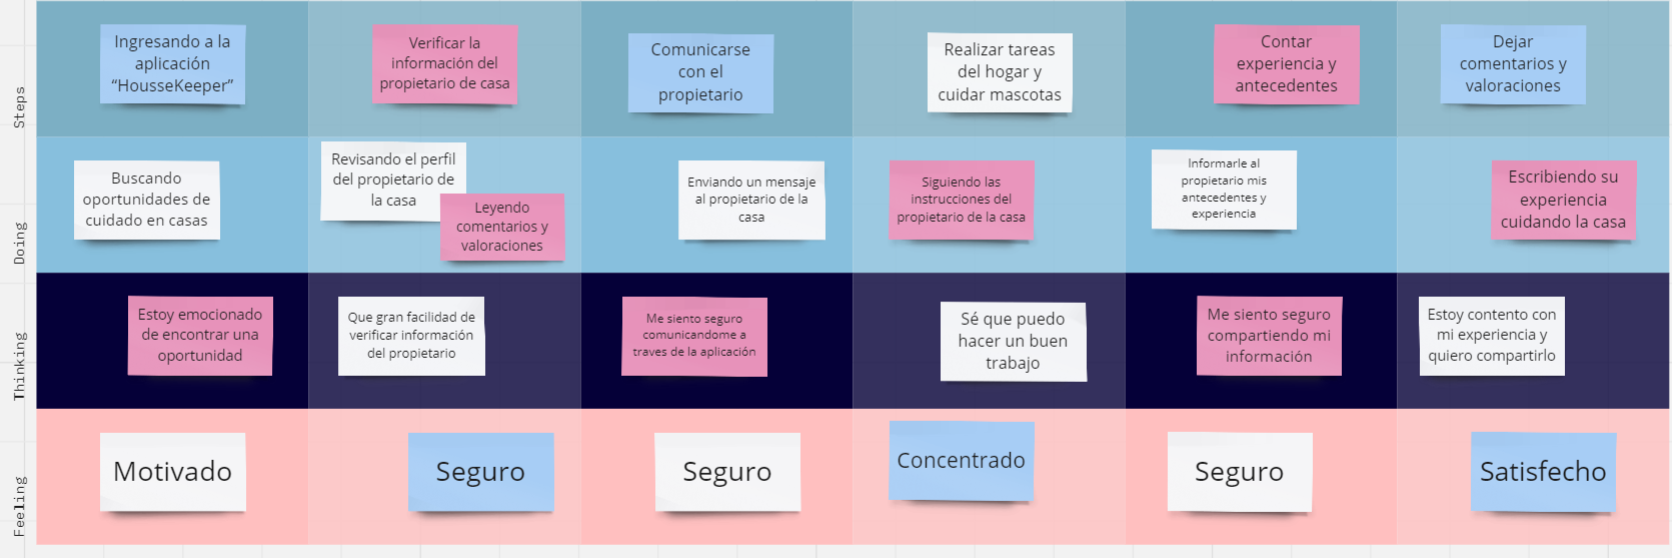 Steps
Ingresando a la
aplicación
“HousseKeeper”
Verificar la
información del
propietario de casa
Comunicarse
con el
propietario
Realizar tareas
del hogar y
cuidar mascotas
Contar
experiencia y
antecedentes
Dejar
comentarios y
valoraciones
Doing
Buscando
oportunidades de
cuidado en casas
Revisando el perfil
del propietario de
la casa
Leyendo
comentarios y
valoraciones
Enviando un mensaje
al propietario de la
casa
Siguiendo las
instrucciones del
propietario de la casa
Informarle al
propietario mis
antecedentes y
experiencia
Escribiendo su
experiencia
cuidando la casa
Thinking
Estoy emocionado
de encontrar una
oportunidad
Que gran facilidad de
verificar información
del propietario
Me siento seguro
comunicandome a
traves de la aplicación
Sé que puedo
hacer un buen
trabajo
Me siento seguro
compartiendo mi
información
Estoy contento con
mi experiencia y
quiero compartirlo
Feeling
Motivado
Seguro
Seguro
Concentrado
Seguro
Satisfecho